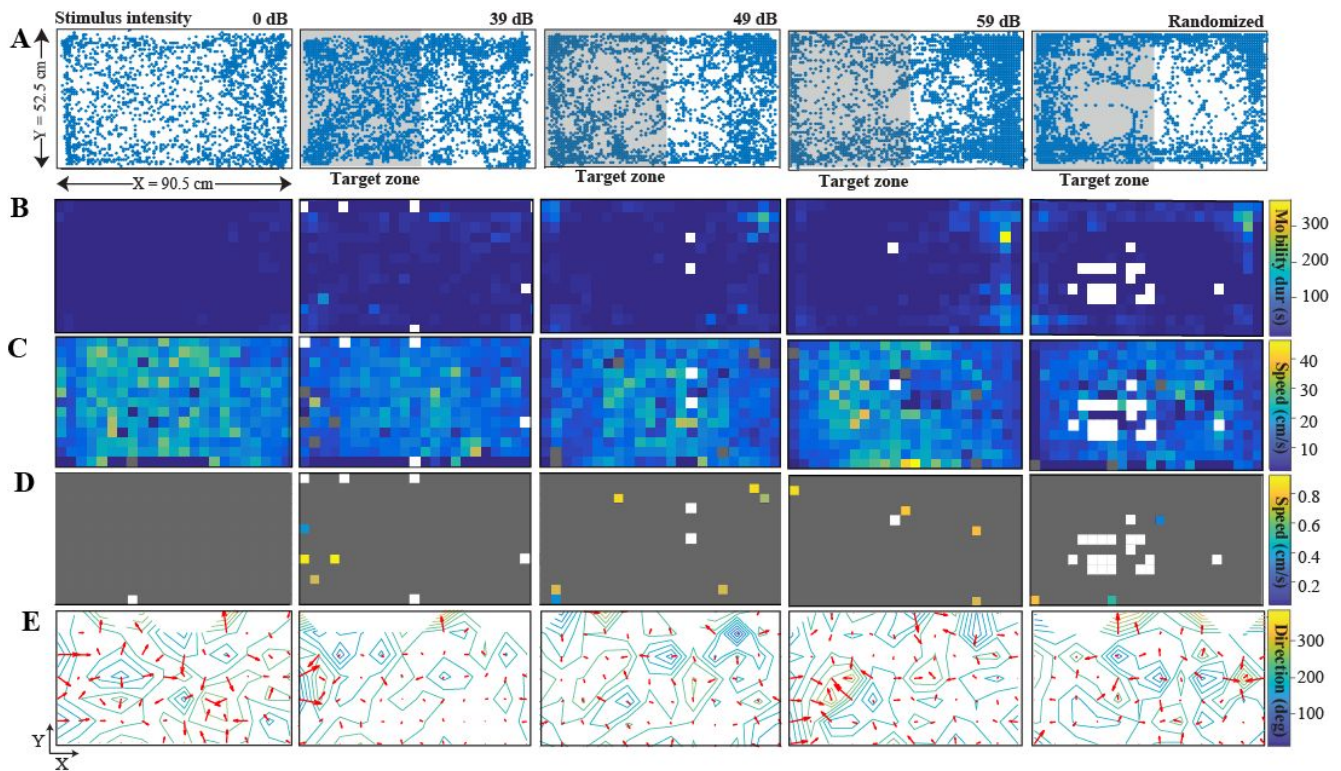 Stimulus intensity 0 dB 39 dB 49 dB 59 dB Randomized
A
Y = 52.5 cm
X = 90.5 cm
Target zone Target zone Target zone Target zone
B
Mobility dur (s)
300
200
100
C
Speed (cm/s)
40
30
20
10
D
Speed (cm/s)
0.8
0.6
0.4
0.2
E
Direction (deg)
300
200
100
Y
X